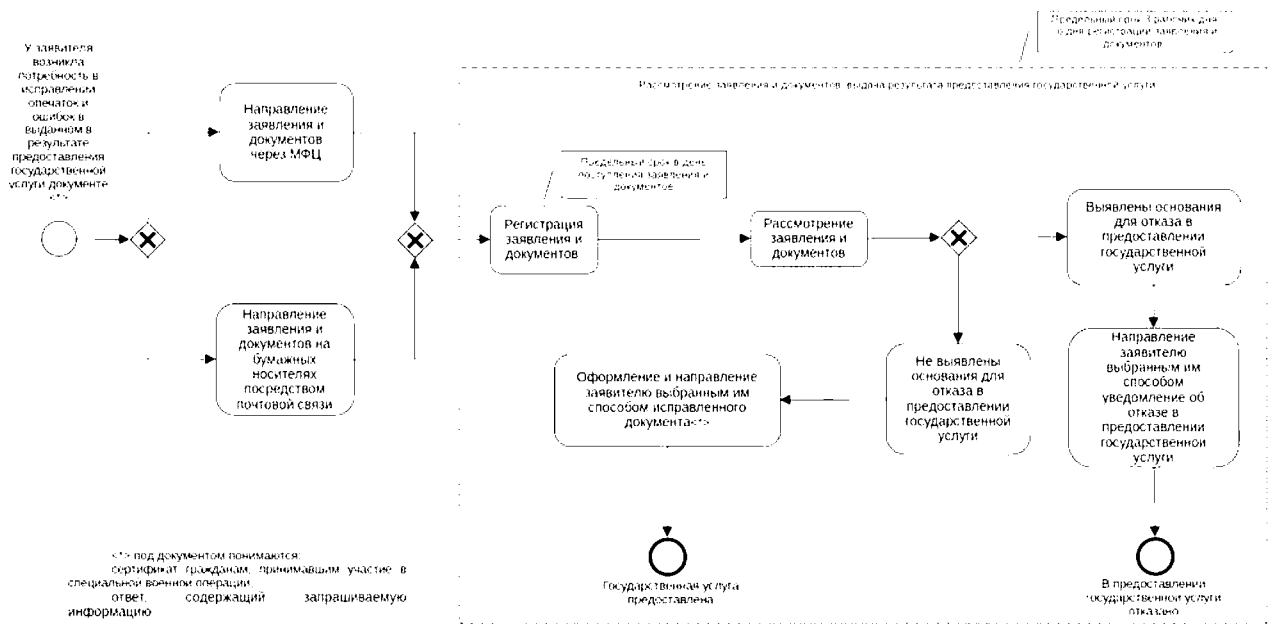 Предельный срок 3 рабочих дня
со дня регистрации заявления и
документов
У заявителя
возникла
потребность в
исправлении
опечаток и
ошибок в
выданном в
результате
предоставления
государственной
услуги документе
<*>
Рассмотрение заявления и документов, выдача результата предоставления государственной услуги
Направление
заявления и
документов
через МФЦ
Предельный срок в день
поступления заявления и
документов
Регистрация
заявления и
документов
Рассмотрение
заявления и
документов
Выявлены основания
для отказа в
предоставлении
государственной
услуги
Направление
заявления и
документов на
бумажных
носителях
посредством
почтовой связи
Оформление и направление
заявителю выбранным им
способом исправленного
документа<*>
Не выявлены
основания для
отказа в
предоставлении
государственной
услуги
Направление
заявителю
выбранным им
способом
уведомление об
отказе в
предоставлении
государственной
услуги
<*> под документом понимаются:
сертификат гражданам, принимавшим участие в
специальной военной операции,
ответ, содержащий запрашиваемую
информацию
Государственная услуга
предоставлена
В предоставлении
государственной услуги
отказано